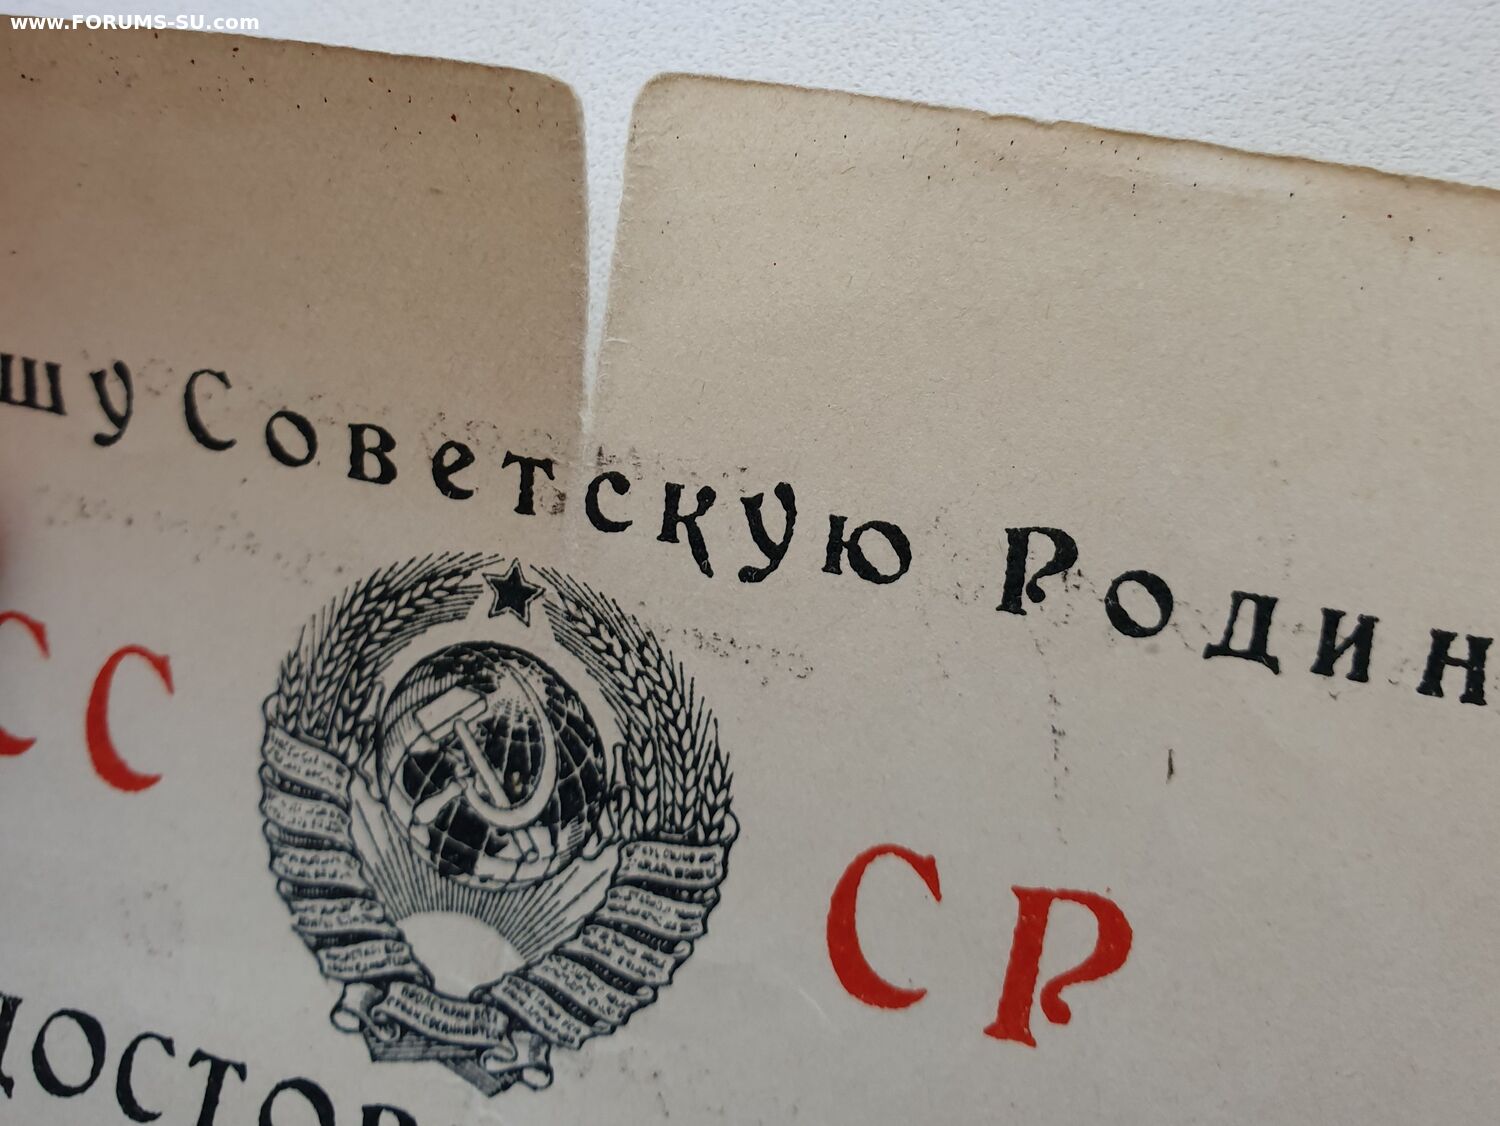 www.FORUMS-SU.com
шу Советскую Родин
СС СР
ДОСТОВ